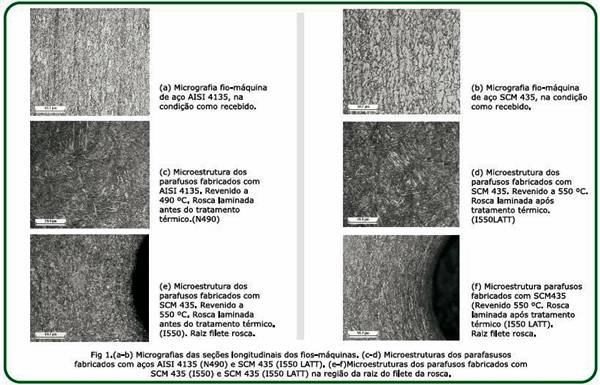 (a) Micrografia fio-máquina
de aço AISI 4135, na
condição como recebido.
(b) Micrografia fio-máquina
de aço SCM 435, na condição
como recebido.
(c) Microestrutura dos
parafusos fabricados com
AISI 4135. Revenido a
490 ºC. Rosca laminada
antes do tratamento
térmico.(N490)
(d) Microestrutura dos
parafusos fabricados com
SCM 435. Revenido a 550 ºC.
Rosca laminada após
tratamento térmico.
(I550LATT)
(e) Microestrutura dos
parafusos fabricados com
SCM 435. Revenido a
550 ºC. Rosca laminada
antes do tratamento térmico.
(I550). Raiz filete rosca.
(f) Microestrutura parafusos
fabricados com SCM435
(Revenido 550 ºC. Rosca
laminada após tratamento
térmico (I550 LATT).
Raiz filete rosca.
Fig 1.(a-b) Micrografias das seções longitudinais dos fios-máquinas. (c-d) Microestruturas dos parafasusos
fabricados com aços AISI 4135 (N490) e SCM 435 (I550 LATT), (e-f)Microestruturas dos parafusos fabricados com
SCM 435 (I550) e SCM 435 (I550 LATT) na região da raiz do filete da rosca.